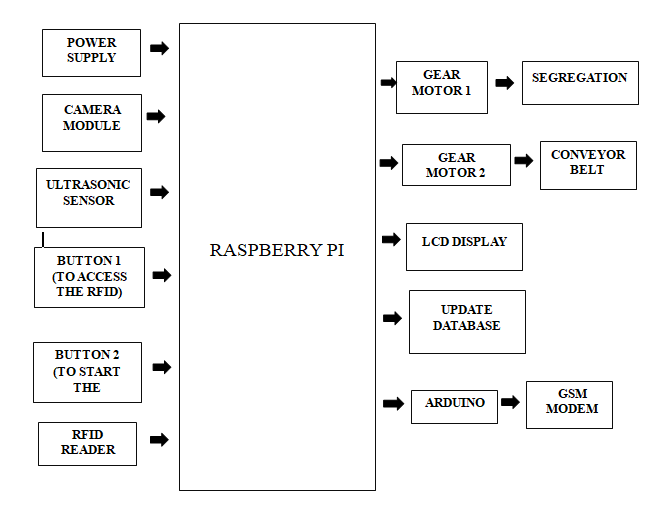 POWER
SUPPLY
CAMERA
MODULE
ULTRASONIC
SENSOR
BUTTON 1
(TO ACCESS
THE RFID)
BUTTON 2
(TO START
THE
RFID
READER
RASPBERRY PI
GEAR
MOTOR 1
SEGREGATION
GEAR
MOTOR 2
CONVEYOR
BELT
LCD DISPLAY
UPDATE
DATABASE
ARDUINO
GSM
MODEM